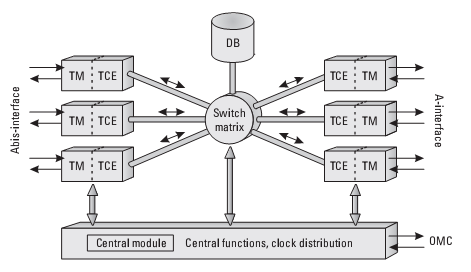 DB
TM TCE
TCE TM
Abis-interface
TM TCE
Switch
matrix
TCE TM
A-interface
TM TCE
TCE TM
Central module
Central functions, clock distribution
OMC